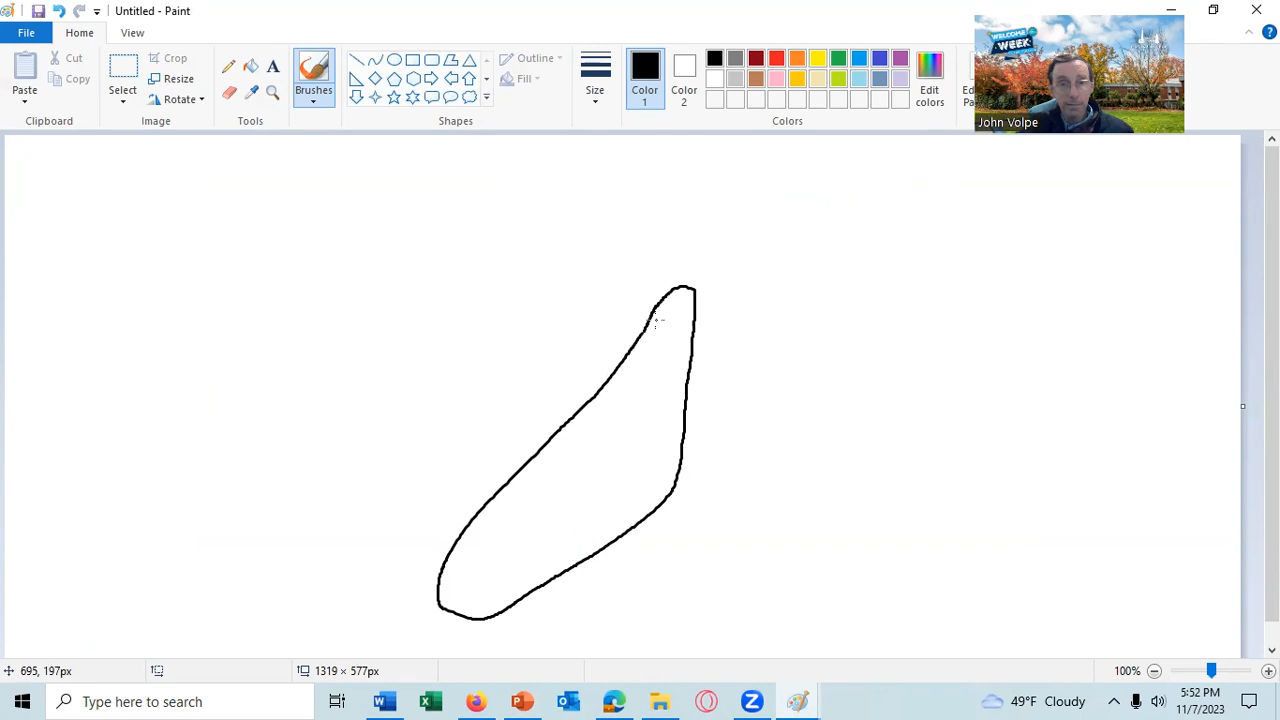 Untitled - Paint
File
Home
View
Paste
Cut
Copy
Clipboard
Select
Crop
Resize
Rotate
Image
A
Tools
Brushes
Outline
Fill
Shapes
Size
Color 1
Color 2
Colors
Edit colors
WELCOME WEEK
John Volpe
695, 197px
1319 × 577px
100%
Type here to search
49°F Cloudy
5:52 PM
11/7/2023